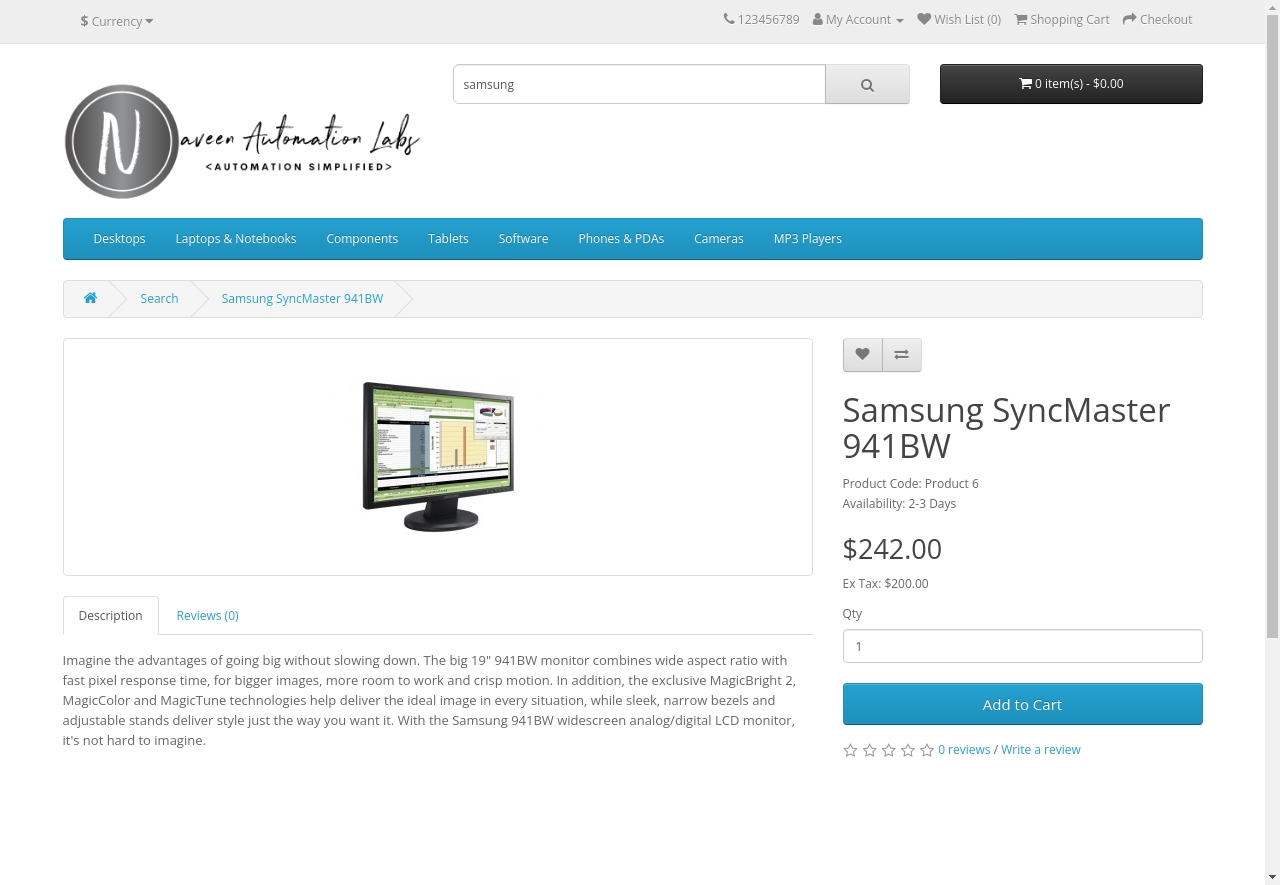 $ Currency
123456789 My Account Wish List (0) Shopping Cart Checkout
samsung
0 item(s) - $0.00
N aveen Automation Labs
<AUTOMATION SIMPLIFIED>
Desktops Laptops & Notebooks Components Tablets Software Phones & PDAs Cameras MP3 Players
Search Samsung SyncMaster 941BW
Samsung SyncMaster
941BW
Product Code: Product 6
Availability: 2-3 Days
$242.00
Ex Tax: $200.00
Qty
1
Add to Cart
0 reviews / Write a review
Description Reviews (0)
Imagine the advantages of going big without slowing down. The big 19" 941BW monitor combines wide aspect ratio with
fast pixel response time, for bigger images, more room to work and crisp motion. In addition, the exclusive MagicBright 2,
MagicColor and MagicTune technologies help deliver the ideal image in every situation, while sleek, narrow bezels and
adjustable stands deliver style just the way you want it. With the Samsung 941BW widescreen analog/digital LCD monitor,
it's not hard to imagine.